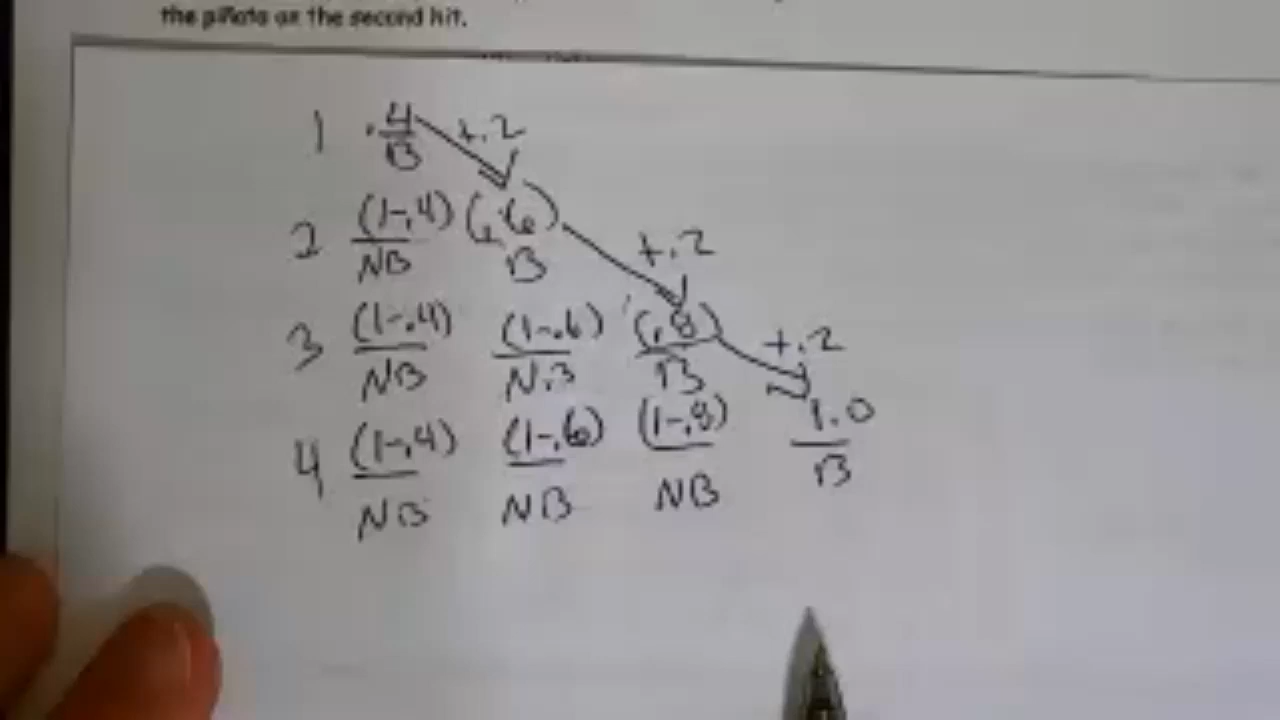 the piñata on the second hit.
1 .4 +.2
B
2 (1-.4) (.6) +.2
NB B
3 (1-.4) (1-.6) (.8) +.2
NB NB B
4 (1-.4) (1-.6) (1-.8) 1.0
NB NB NB B